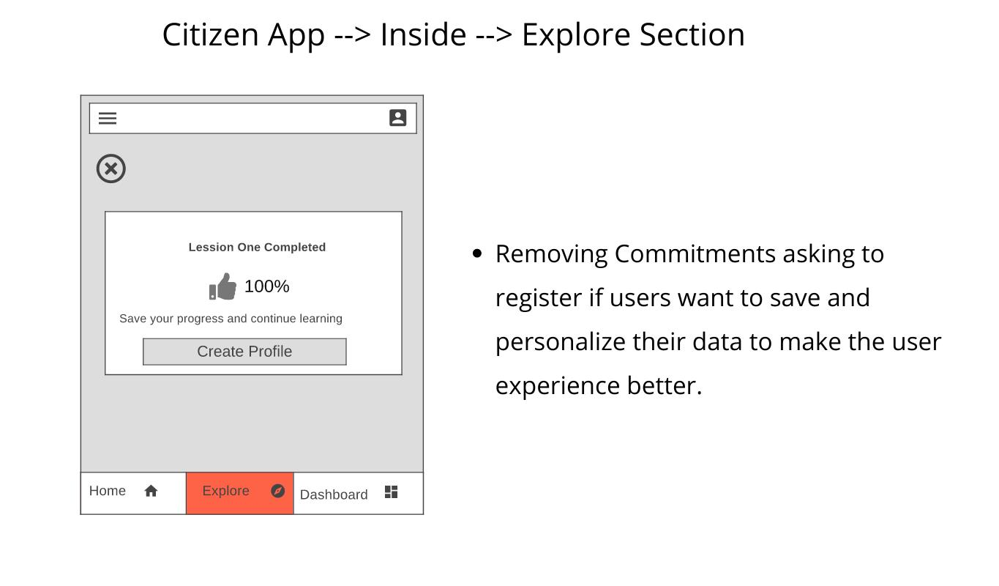 Citizen App --> Inside --> Explore Section
Lession One Completed
100%
Save your progress and continue learning
Create Profile
Home
Explore
Dashboard
• Removing Commitments asking to
register if users want to save and
personalize their data to make the user
experience better.